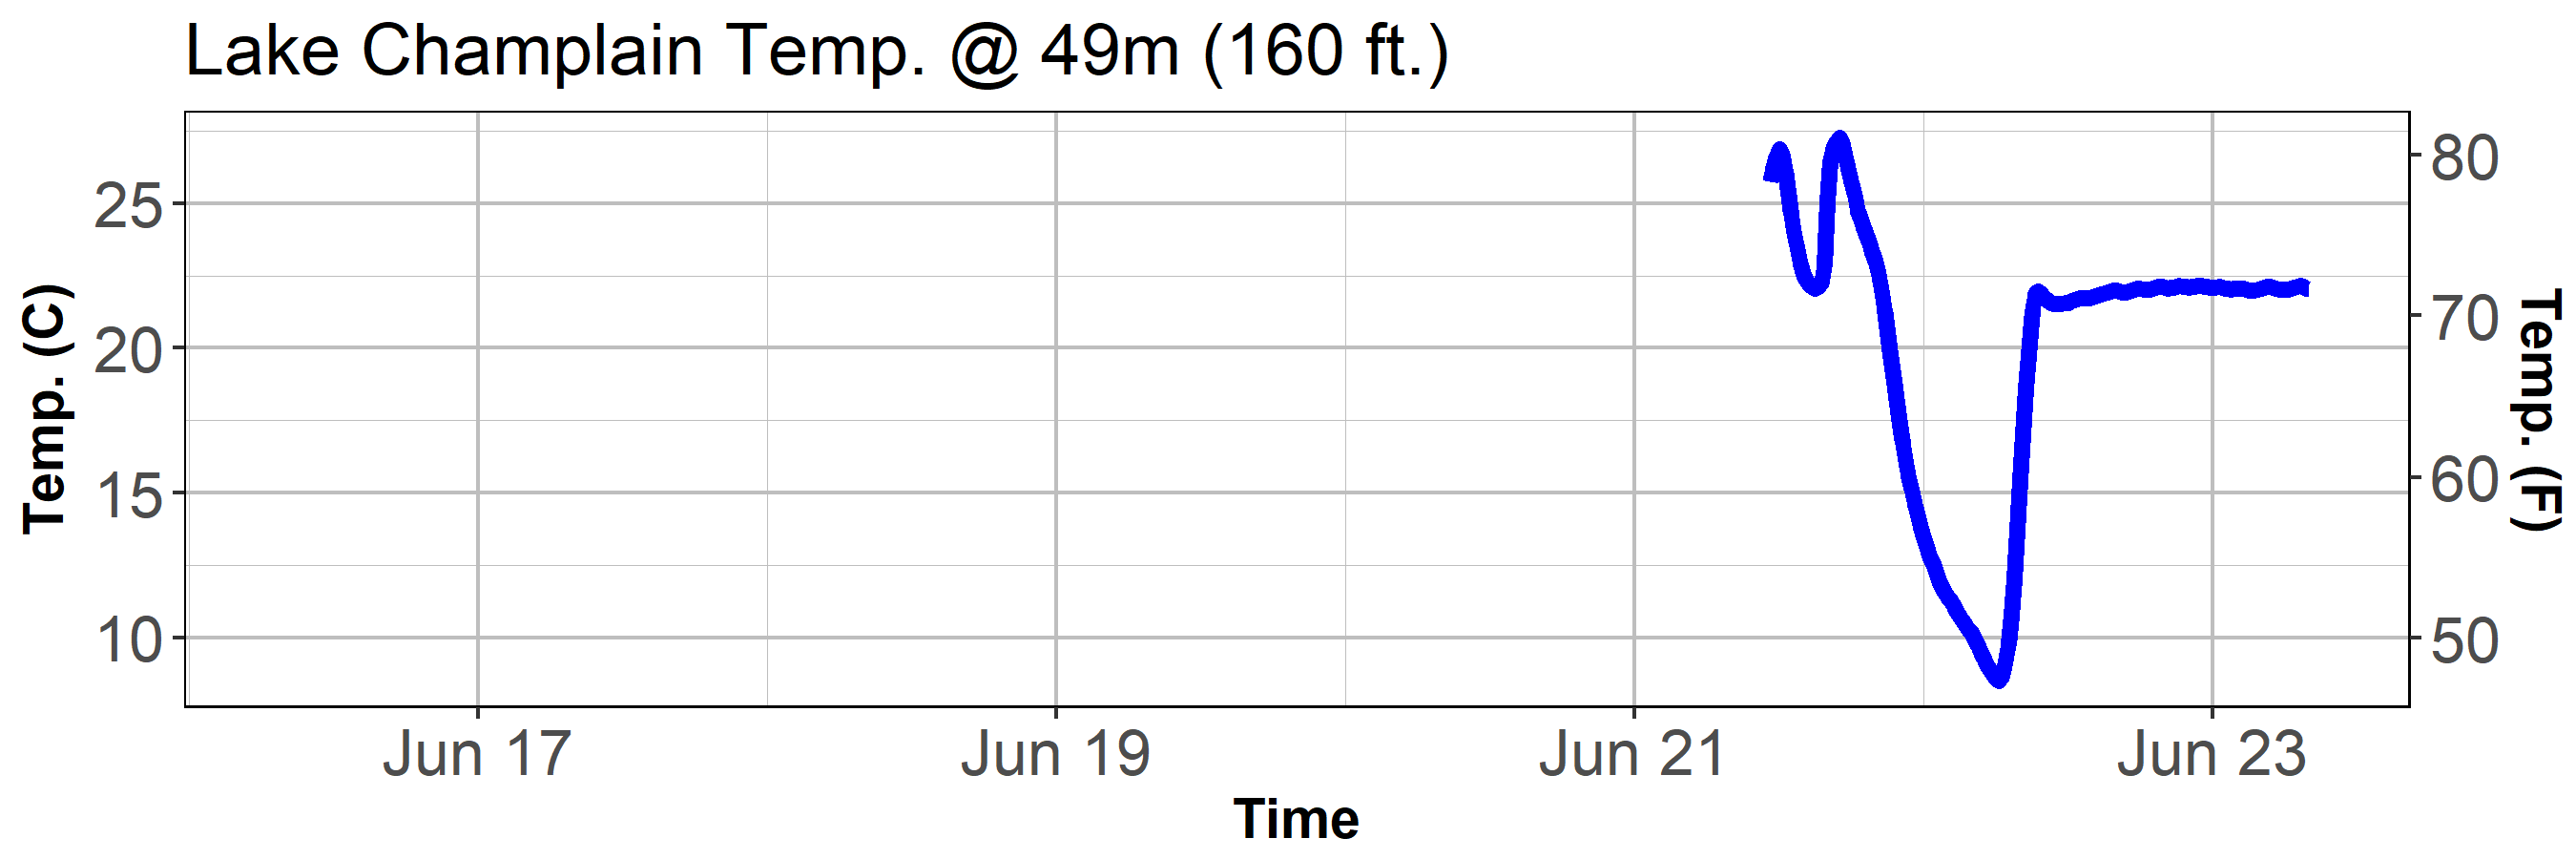 Lake Champlain Temp. @ 49m (160 ft.)
Temp. (C)
25
20
15
10
80
70
60
50
Temp. (F)
Jun 17
Jun 19
Jun 21
Jun 23
Time